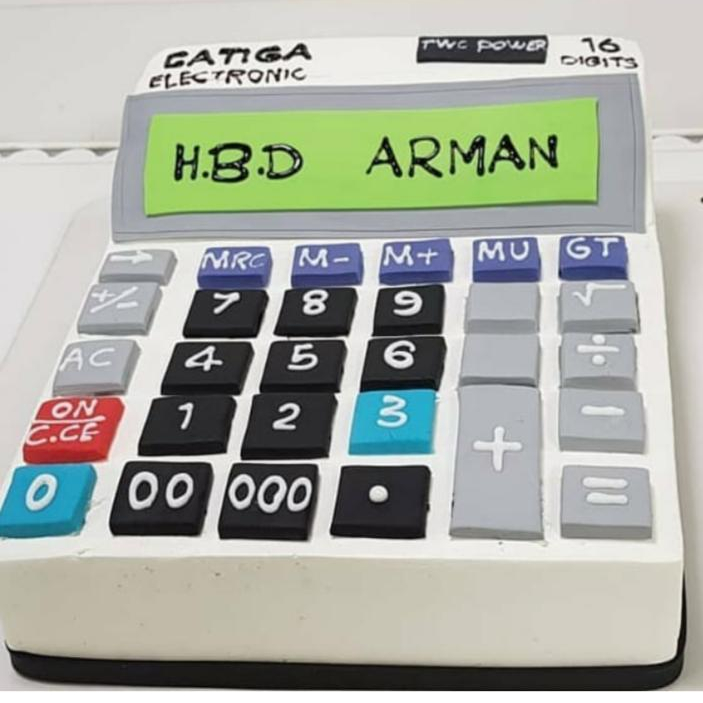 CATIGA
ELECTRONIC
TWC POWER
16
DIGITS
H.B.D ARMAN
→ MRC M- M+ MU GT
+/- 7 8 9 √
AC 4 5 6 ÷
ON
C.CE
1 2 3 + −
0 00 000 . =